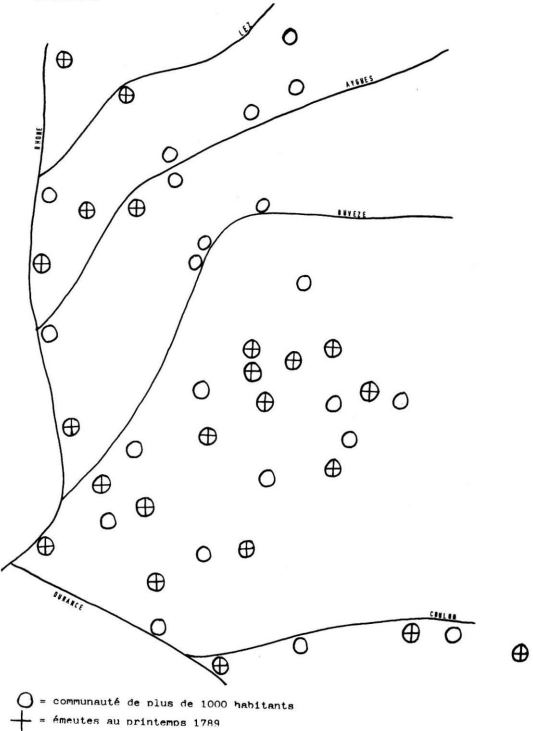 LEZ
AYGUES
RHONE
OUVEZE
DURANCE
COULON
= communauté de plus de 1000 habitants
= émeutes au printemps 1789